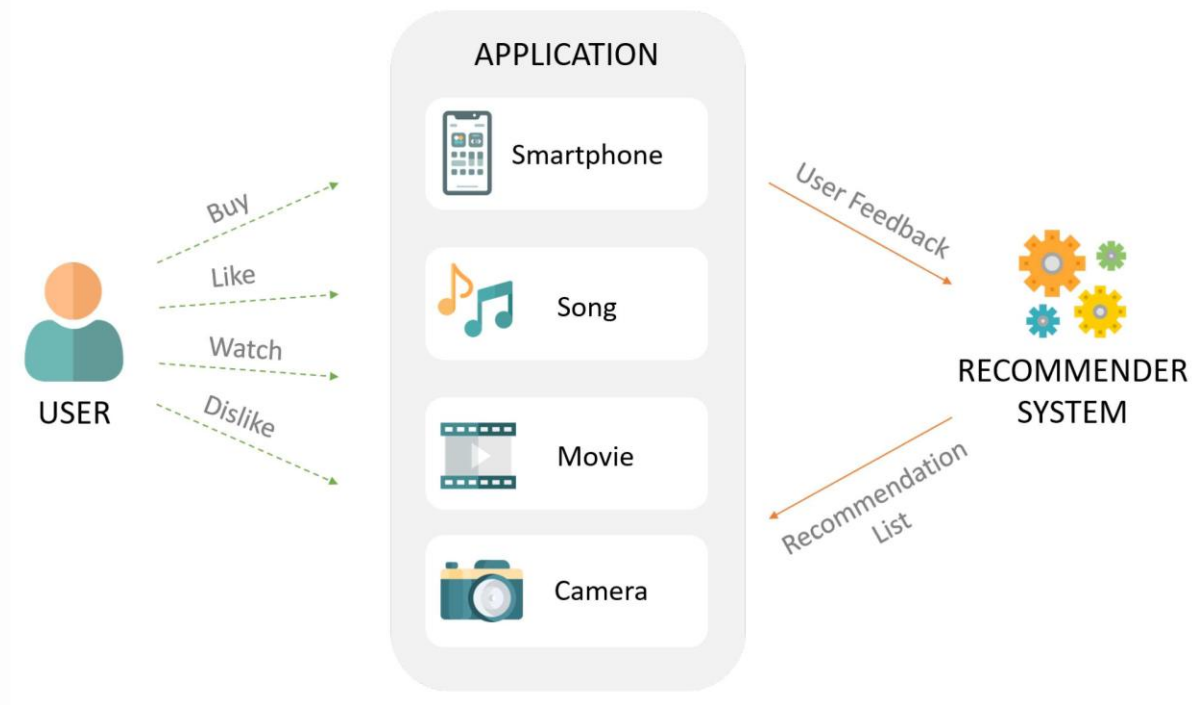 APPLICATION
Smartphone
Song
Movie
Camera
Buy
Like
Watch
Dislike
USER
User Feedback
RECOMMENDER
SYSTEM
Recommendation
List